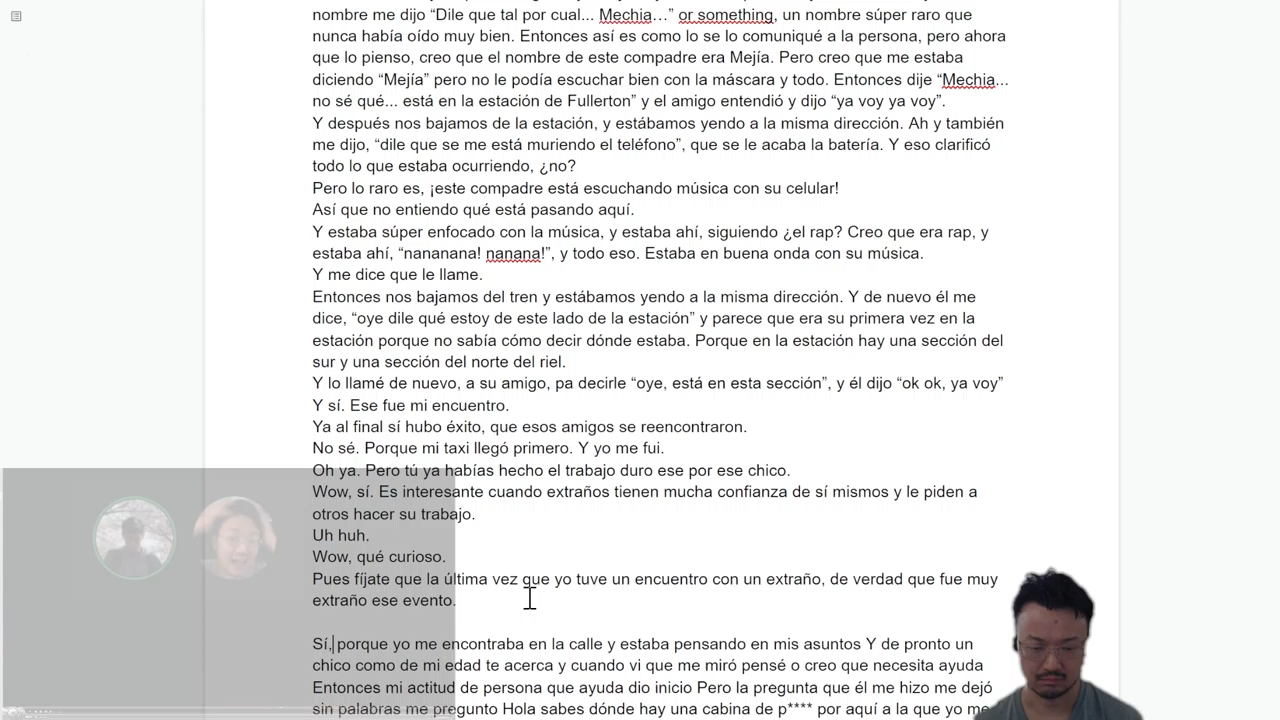 nombre me dijo “Dile que tal por cual... Mechia…” or something, un nombre súper raro que
nunca había oído muy bien. Entonces así es como lo se lo comuniqué a la persona, pero ahora
que lo pienso, creo que el nombre de este compadre era Mejía. Pero creo que me estaba
diciendo “Mejía” pero no le podía escuchar bien con la máscara y todo. Entonces dije “Mechia...
no sé qué... está en la estación de Fullerton” y el amigo entendió y dijo “ya voy ya voy”.
Y después nos bajamos de la estación, y estábamos yendo a la misma dirección. Ah y también
me dijo, “dile que se me está muriendo el teléfono”, que se le acaba la batería. Y eso clarificó
todo lo que estaba ocurriendo, ¿no?
Pero lo raro es, ¡este compadre está escuchando música con su celular!
Así que no entiendo qué está pasando aquí.
Y estaba súper enfocado con la música, y estaba ahí, siguiendo ¿el rap? Creo que era rap, y
estaba ahí, “nananana! nanana!”, y todo eso. Estaba en buena onda con su música.
Y me dice que le llame.
Entonces nos bajamos del tren y estábamos yendo a la misma dirección. Y de nuevo él me
dice, “oye dile qué estoy de este lado de la estación” y parece que era su primera vez en la
estación porque no sabía cómo decir dónde estaba. Porque en la estación hay una sección del
sur y una sección del norte del riel.
Y lo llamé de nuevo, a su amigo, pa decirle “oye, está en esta sección”, y él dijo “ok ok, ya voy”
Y sí. Ese fue mi encuentro.
Ya al final sí hubo éxito, que esos amigos se reencontraron.
No sé. Porque mi taxi llegó primero. Y yo me fui.
Oh ya. Pero tú ya habías hecho el trabajo duro ese por ese chico.
Wow, sí. Es interesante cuando extraños tienen mucha confianza de sí mismos y le piden a
otros hacer su trabajo.
Uh huh.
Wow, qué curioso.
Pues fíjate que la última vez que yo tuve un encuentro con un extraño, de verdad que fue muy
extraño ese evento.
Sí, porque yo me encontraba en la calle y estaba pensando en mis asuntos Y de pronto un
chico como de mi edad te acerca y cuando vi que me miró pensé o creo que necesita ayuda
Entonces mi actitud de persona que ayuda dio inicio Pero la pregunta que él me hizo me dejó
sin palabras me pregunto Hola sabes dónde hay una cabina de p**** por aquí a la que yo me